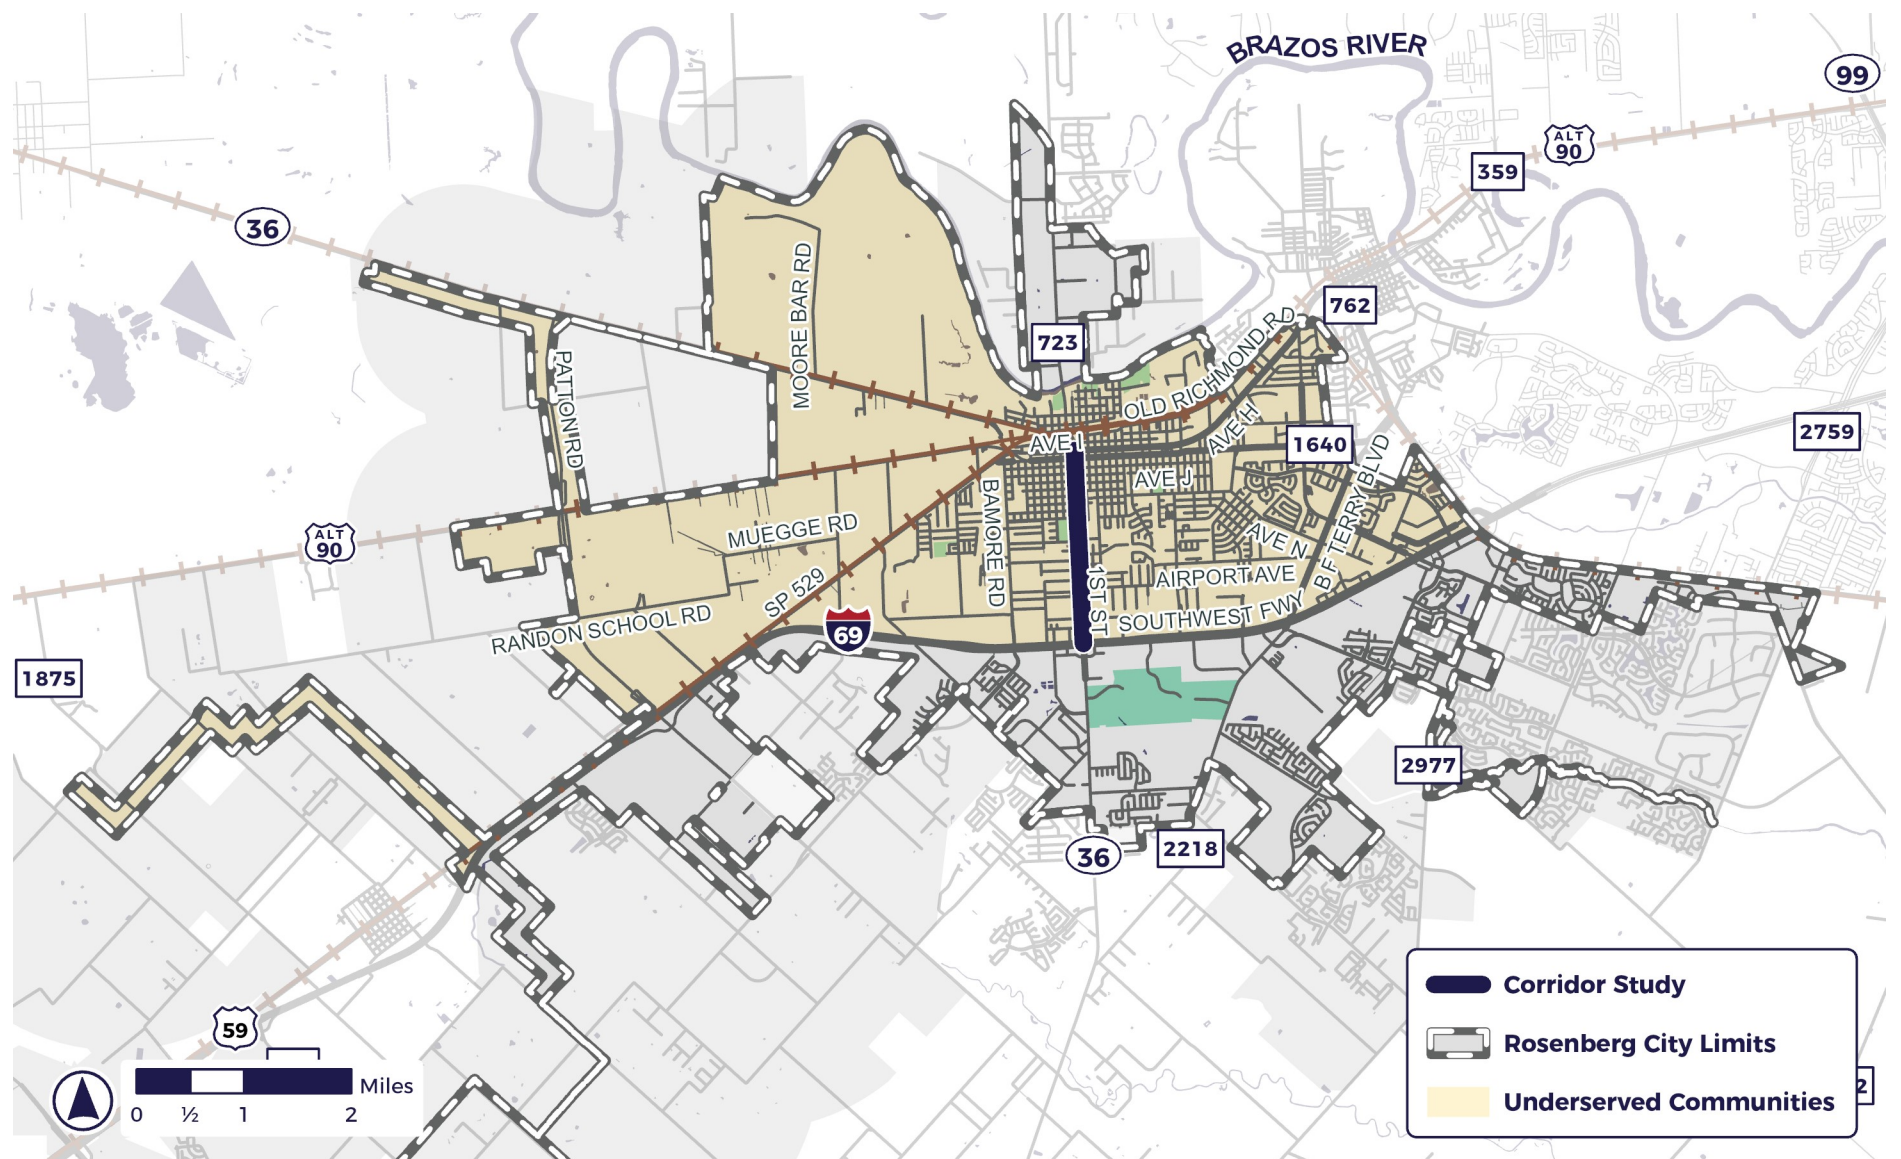 BRAZOS RIVER
99
ALT
90
359
36
MOORE BAR RD
762
723
OLD RICHMOND RD
PATTON RD
AVE H
AVE I
1640
2759
AVE J
BAMORE RD
B F TERRY BLVD
MUEGGE RD
ALT
90
AVE N
SP 529
1ST ST
AIRPORT AVE
RANDON SCHOOL RD
69
SOUTHWEST FWY
1875
2977
36
2218
59
Miles
0
½
1
2
Corridor Study
Rosenberg City Limits
Underserved Communities
2